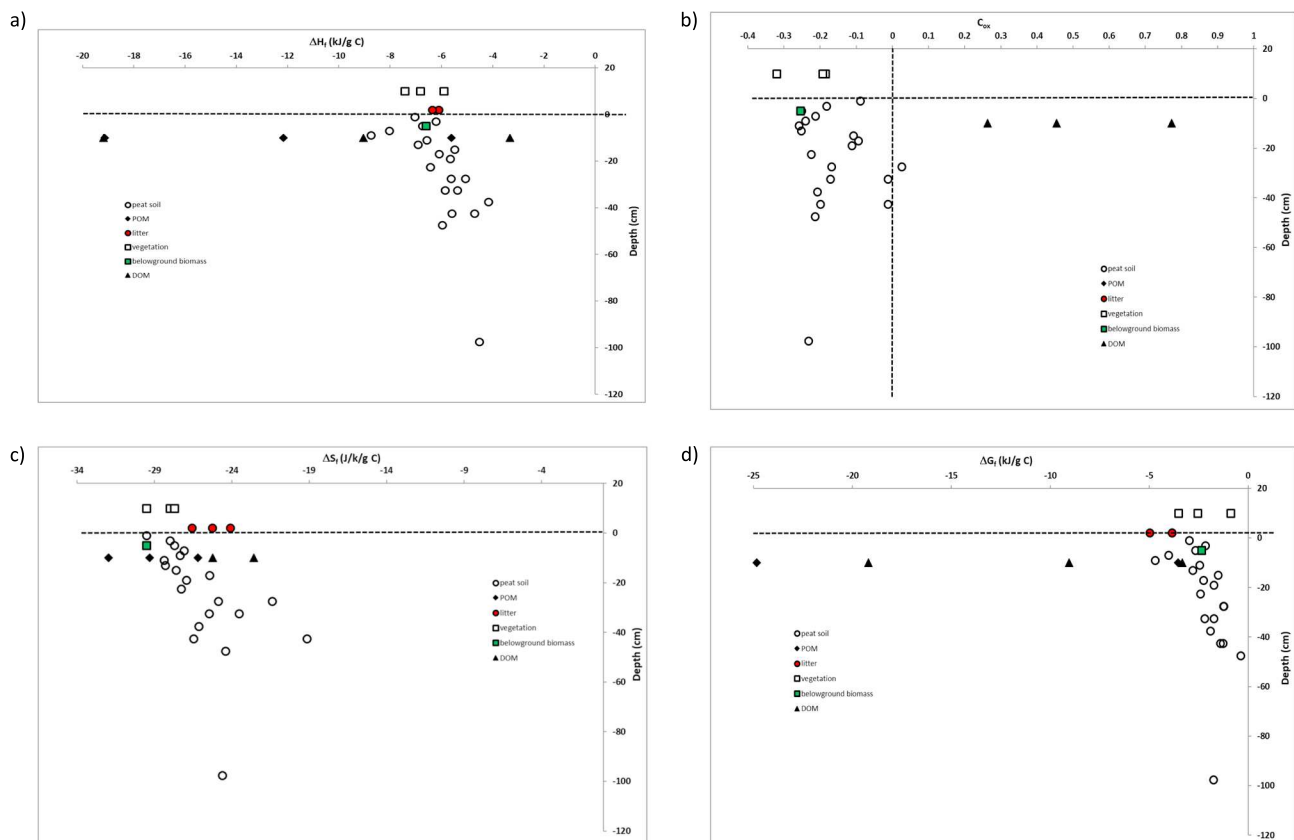 a)
ΔHf (kJ/g C)
-20 -18 -16 -14 -12 -10 -8 -6 -4 -2 0
20
0
-20
-40
-60
-80
-100
-120
Depth (cm)
peat soil
POM
litter
vegetation
belowground biomass
DOM
b)
Cox
-0.4 -0.3 -0.2 -0.1 0 0.1 0.2 0.3 0.4 0.5 0.6 0.7 0.8 0.9 1
20
0
-20
-40
-60
-80
-100
-120
Depth (cm)
peat soil
POM
litter
vegetation
belowground biomass
DOM
c)
ΔSf (J/k/g C)
-34 -29 -24 -19 -14 -9 -4
20
0
-20
-40
-60
-80
-100
-120
Depth (cm)
peat soil
POM
litter
vegetation
belowground biomass
DOM
d)
ΔGf (kJ/g C)
-25 -20 -15 -10 -5 0
20
0
-20
-40
-60
-80
-100
-120
Depth (cm)
peat soil
POM
litter
vegetation
belowground biomass
DOM